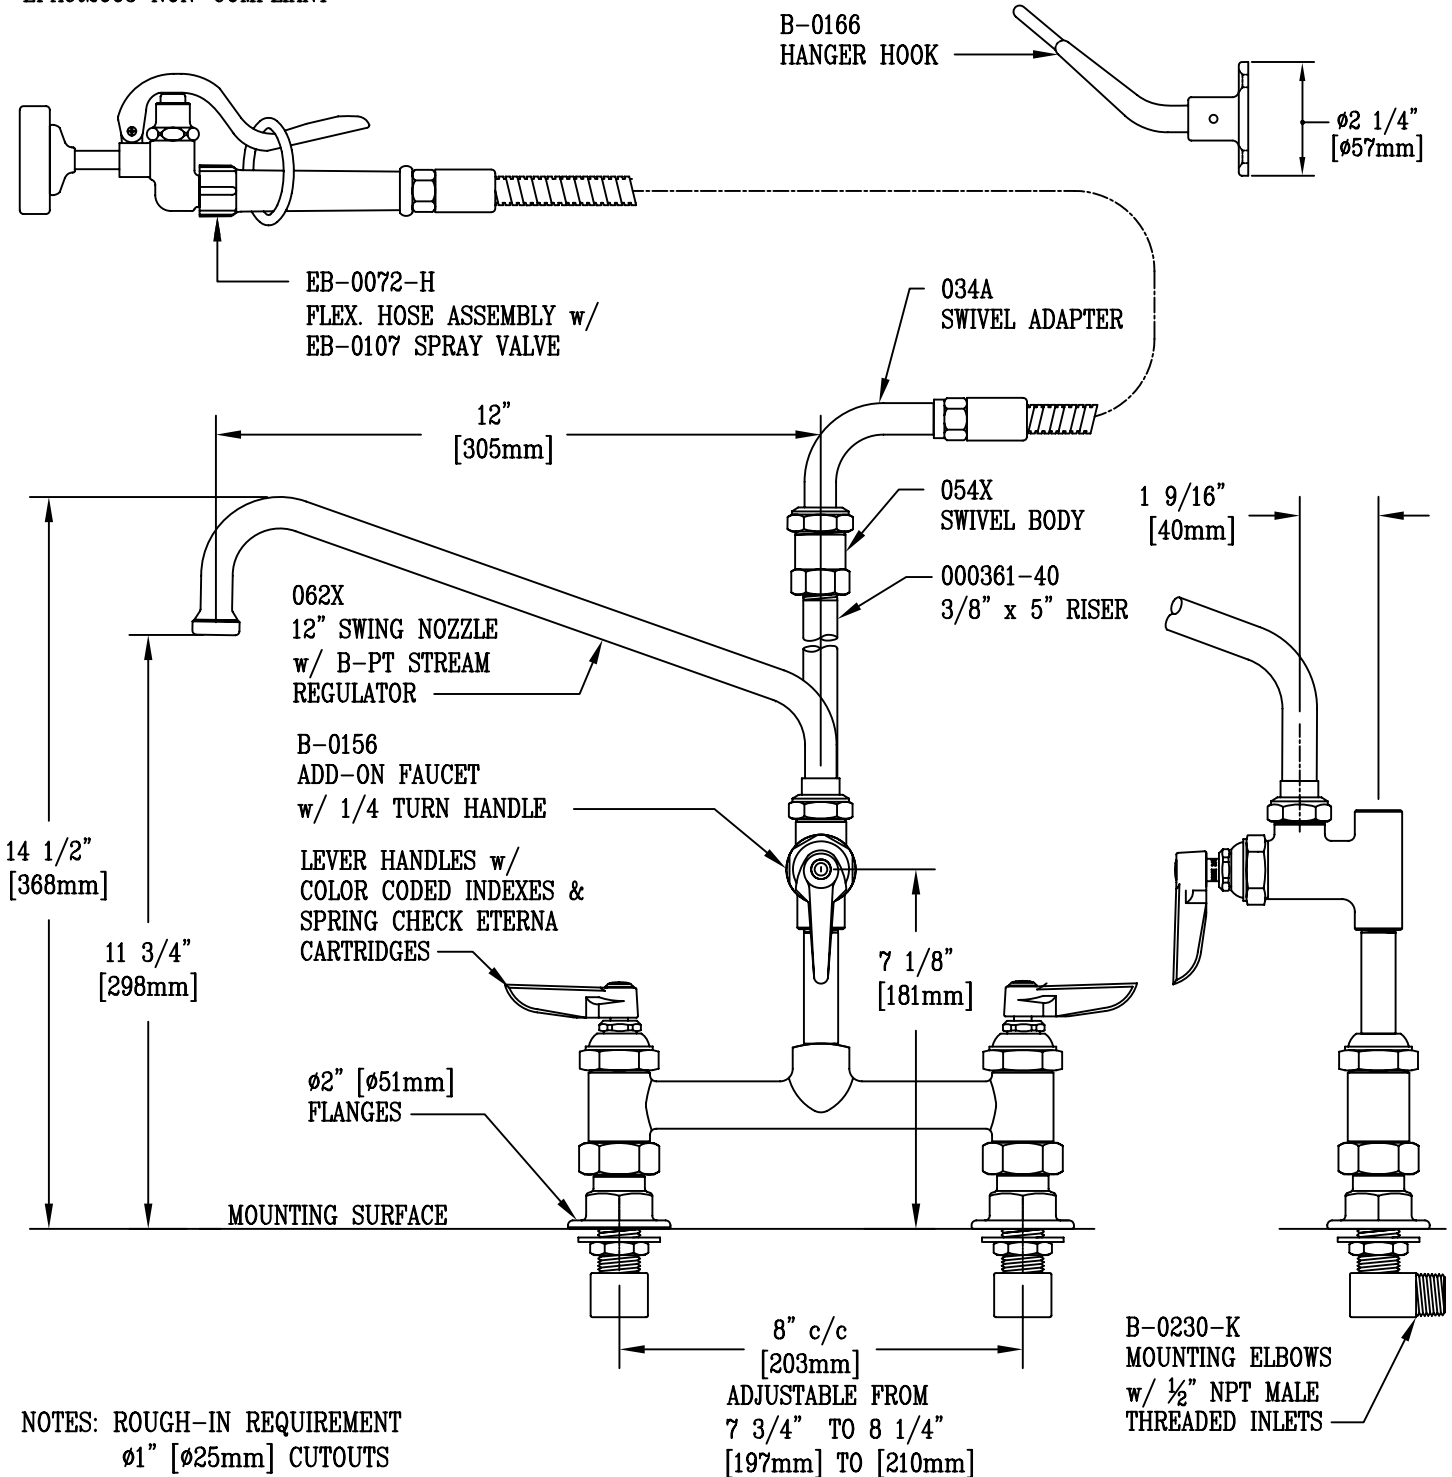 B-0166
HANGER HOOK
ø2 1/4"
[ø57mm]
EB-0072-H
FLEX. HOSE ASSEMBLY w/
EB-0107 SPRAY VALVE
034A
SWIVEL ADAPTER
12"
[305mm]
054X
SWIVEL BODY
1 9/16"
[40mm]
000361-40
3/8" x 5" RISER
062X
12" SWING NOZZLE
w/ B-PT STREAM
REGULATOR
B-0156
ADD-ON FAUCET
w/ 1/4 TURN HANDLE
14 1/2"
[368mm]
LEVER HANDLES w/
COLOR CODED INDEXES &
SPRING CHECK ETERNA
CARTRIDGES
11 3/4"
[298mm]
7 1/8"
[181mm]
ø2" [ø51mm]
FLANGES
MOUNTING SURFACE
8" c/c
[203mm]
ADJUSTABLE FROM
7 3/4" TO 8 1/4"
[197mm] TO [210mm]
B-0230-K
MOUNTING ELBOWS
w/ ½" NPT MALE
THREADED INLETS
NOTES: ROUGH-IN REQUIREMENT
ø1" [ø25mm] CUTOUTS